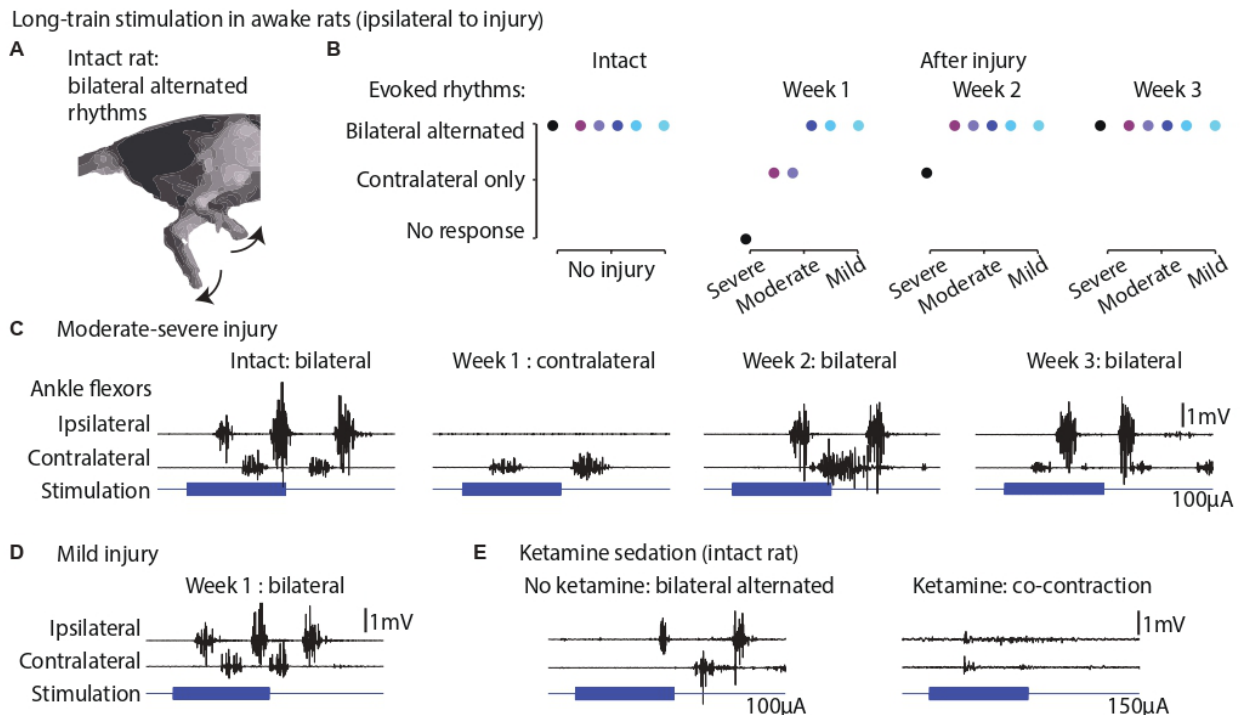 Long-train stimulation in awake rats (ipsilateral to injury)
A
Intact rat:
bilateral alternated
rhythms
B
Intact
After injury
Evoked rhythms:
Week 1
Week 2
Week 3
Bilateral alternated
Contralateral only
No response
No injury
Severe
Moderate
Mild
Severe
Moderate
Mild
Severe
Moderate
Mild
C Moderate-severe injury
Intact: bilateral
Week 1 : contralateral
Week 2: bilateral
Week 3: bilateral
Ankle flexors
Ipsilateral
1mV
Contralateral
Stimulation
100μA
D Mild injury
Week 1 : bilateral
Ipsilateral
1mV
Contralateral
Stimulation
E Ketamine sedation (intact rat)
No ketamine: bilateral alternated
Ketamine: co-contraction
1mV
100μA
150μA